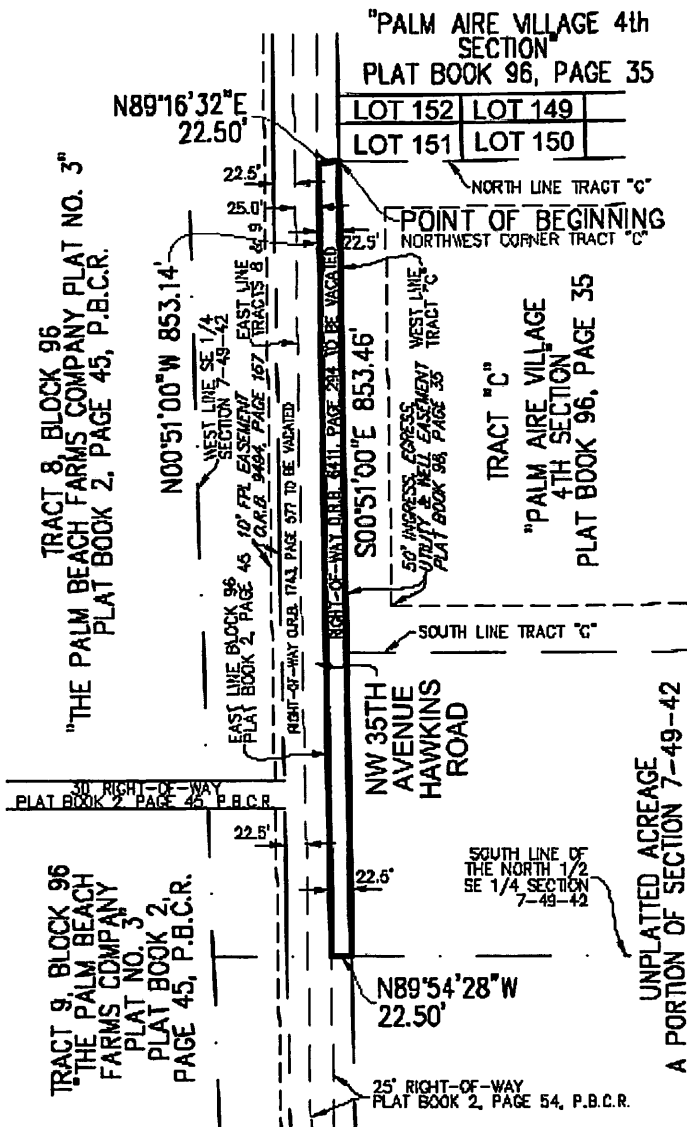 "PALM AIRE VILLAGE 4th
SECTION"
PLAT BOOK 96, PAGE 35
N89°16'32"E
22.50'
LOT 152
LOT 149
LOT 151
LOT 150
NORTH LINE TRACT "C"
22.5'
25.0'
POINT OF BEGINNING
NORTHWEST CORNER TRACT "C"
22.5'
TRACT 8, BLOCK 96
"THE PALM BEACH FARMS COMPANY PLAT NO. 3"
PLAT BOOK 2, PAGE 45, P.B.C.R.
N00°51'00"W 853.14'
WEST LINE SE 1/4
SECTION 7-49-42
EAST LINE
TRACTS 8 & 9
10' FPL EASEMENT
O.R.B. 9494, PAGE 167
RIGHT-OF-WAY O.R.B. 1743, PAGE 577 TO BE VACATED
RIGHT-OF-WAY O.R.B. 6411, PAGE 294 TO BE VACATED
S00°51'00"E 853.46'
WEST LINE
TRACT "C"
50' INGRESS, EGRESS,
UTILITY & WELL EASEMENT
PLAT BOOK 96, PAGE 35
TRACT "C"
"PALM AIRE VILLAGE
4TH SECTION"
PLAT BOOK 96, PAGE 35
SOUTH LINE TRACT "C"
EAST LINE BLOCK 96
PLAT BOOK 2, PAGE 45
NW 35TH
AVENUE
HAWKINS
ROAD
30 RIGHT-OF-WAY
PLAT BOOK 2, PAGE 45, P.B.C.R.
22.5'
22.5'
SOUTH LINE OF
THE NORTH 1/2
SE 1/4 SECTION
7-49-42
UNPLATTED ACREAGE
A PORTION OF SECTION 7-49-42
TRACT 9, BLOCK 96
"THE PALM BEACH
FARMS COMPANY
PLAT NO. 3"
PLAT BOOK 2,
PAGE 45, P.B.C.R.
N89°54'28"W
22.50'
25' RIGHT-OF-WAY
PLAT BOOK 2, PAGE 54, P.B.C.R.